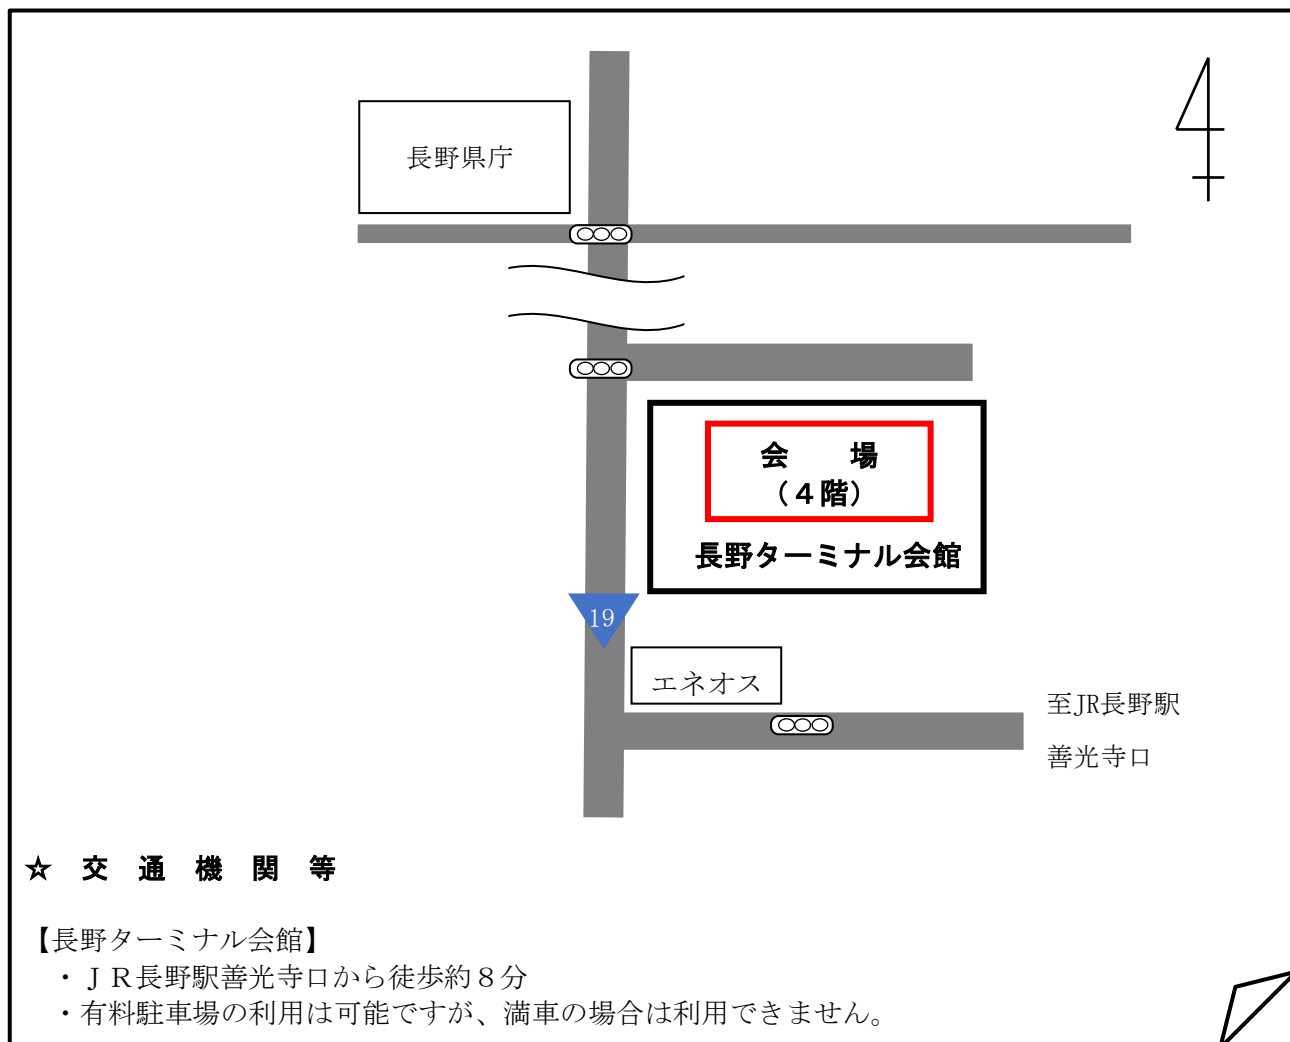 長野県庁
会　　場
（４階）
長野ターミナル会館
19
エネオス
至JR長野駅
善光寺口
☆　交　通　機　関　等
【長野ターミナル会館】
・ＪＲ長野駅善光寺口から徒歩約８分
・有料駐車場の利用は可能ですが、満車の場合は利用できません。